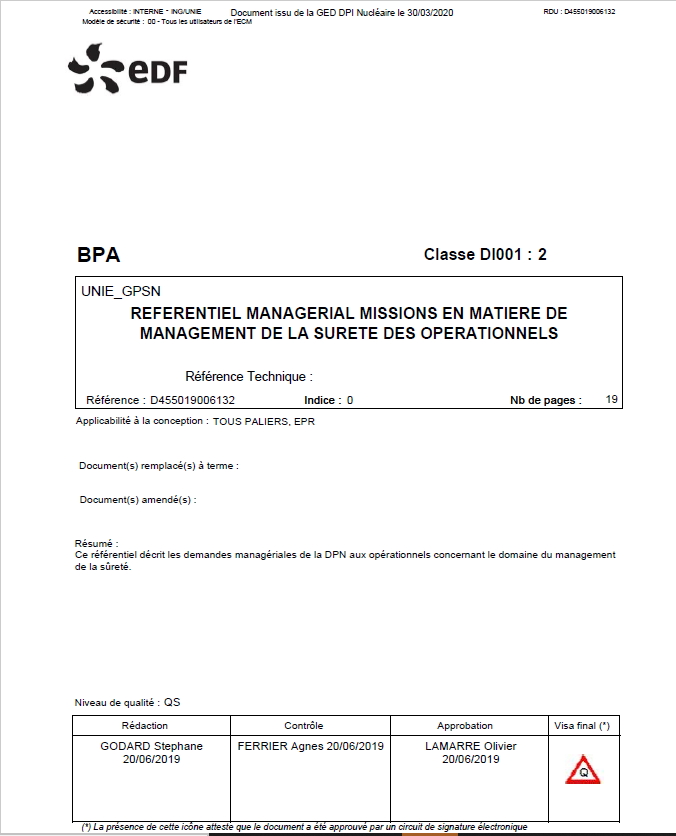 Accessibilité : INTERNE - ING/UNIE Document issu de la GED DPI Nucléaire le 30/03/2020 RDU : D455019006132
Modèle de sécurité : 00 - Tous les utilisateurs de l'ECM
eDF
BPA Classe DI001 : 2
UNIE_GPSN
REFERENTIEL MANAGERIAL MISSIONS EN MATIERE DE
MANAGEMENT DE LA SURETE DES OPERATIONNELS
Référence Technique :
Référence : D455019006132 Indice : 0 Nb de pages : 19
Applicabilité à la conception : TOUS PALIERS, EPR
Document(s) remplacé(s) à terme :
Document(s) amendé(s) :
Résumé :
Ce référentiel décrit les demandes managériales de la DPN aux opérationnels concernant le domaine du management
de la sûreté.
Niveau de qualité : QS
Rédaction Contrôle Approbation Visa final (*)
GODARD Stephane FERRIER Agnes 20/06/2019 LAMARRE Olivier
20/06/2019 20/06/2019
Q
(*) La présence de cette icône atteste que le document a été approuvé par un circuit de signature électronique